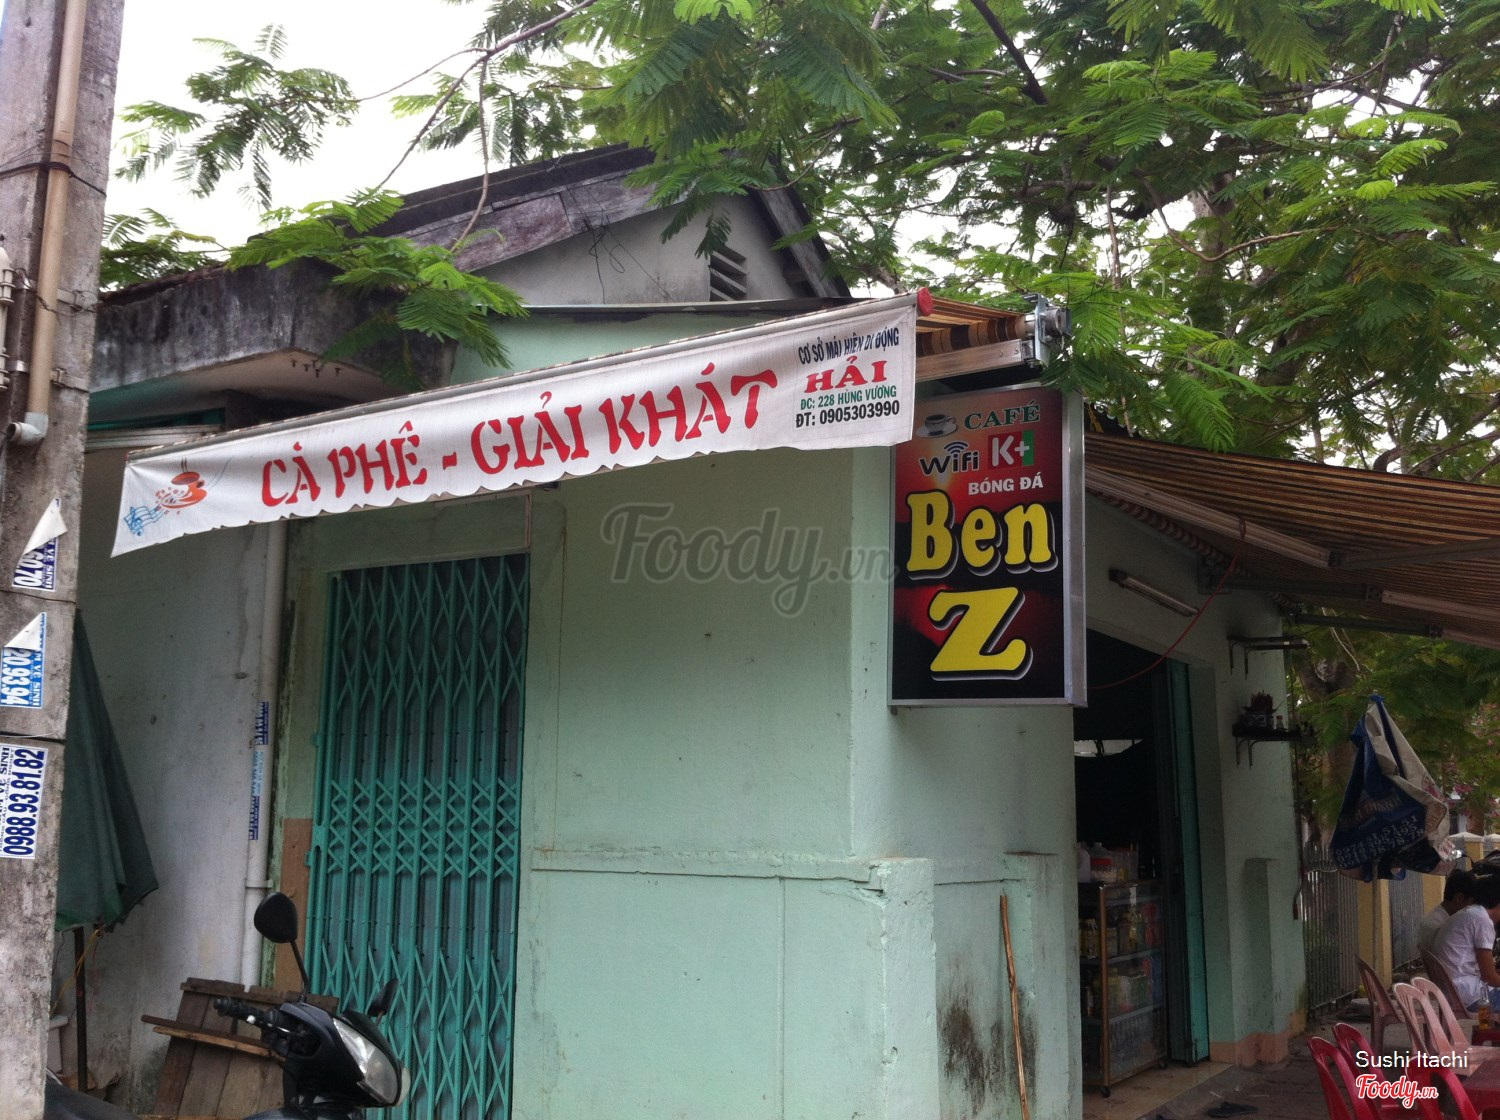 CÀ PHÊ - GIẢI KHÁT
CƠ SỞ MÁI HIÊN DI ĐỘNG
HẢI
ĐC: 228 HÙNG VƯƠNG
ĐT: 0905303990
CAFÉ
Wifi K+
BÓNG ĐÁ
Ben
Z
Foody.vn
0988.93.81.82
Sushi Itachi
Foody.vn